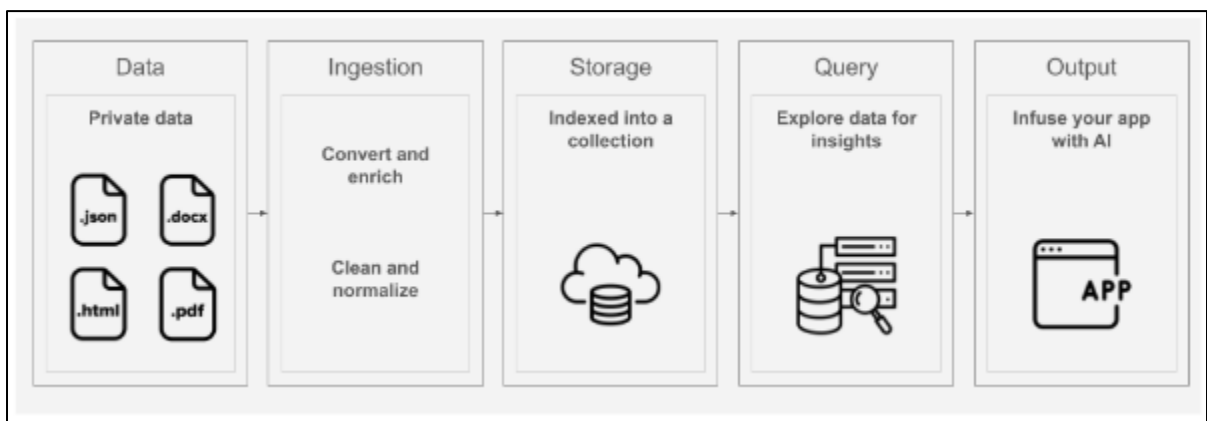 Data
Private data
.json
.docx
.html
.pdf
Ingestion
Convert and
enrich
Clean and
normalize
Storage
Indexed into a
collection
Query
Explore data for
insights
Output
Infuse your app
with AI
APP